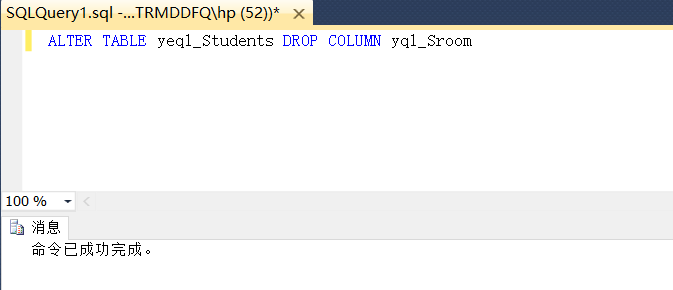 SQLQuery1.sql -...TRMDDFQ\hp (52))*
ALTER TABLE yeql_Students DROP COLUMN yql_Sroom
100 %
消息
命令已成功完成。